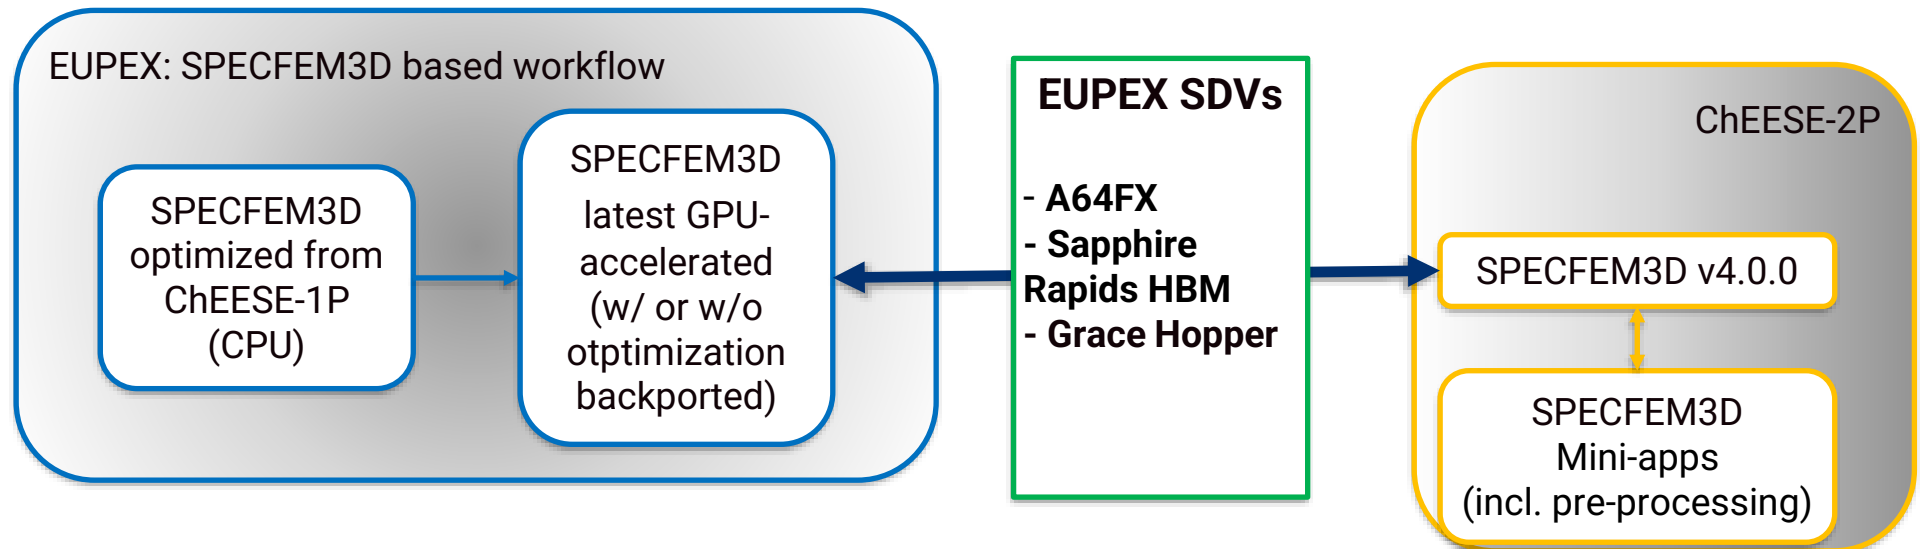 EUPEX: SPECFEM3D based workflow
SPECFEM3D
optimized from
ChEESE-1P
(CPU)
SPECFEM3D
latest GPU-
accelerated
(w/ or w/o
otptimization
backported)
EUPEX SDVs
- A64FX
- Sapphire
Rapids HBM
- Grace Hopper
ChEESE-2P
SPECFEM3D v4.0.0
SPECFEM3D
Mini-apps
(incl. pre-processing)